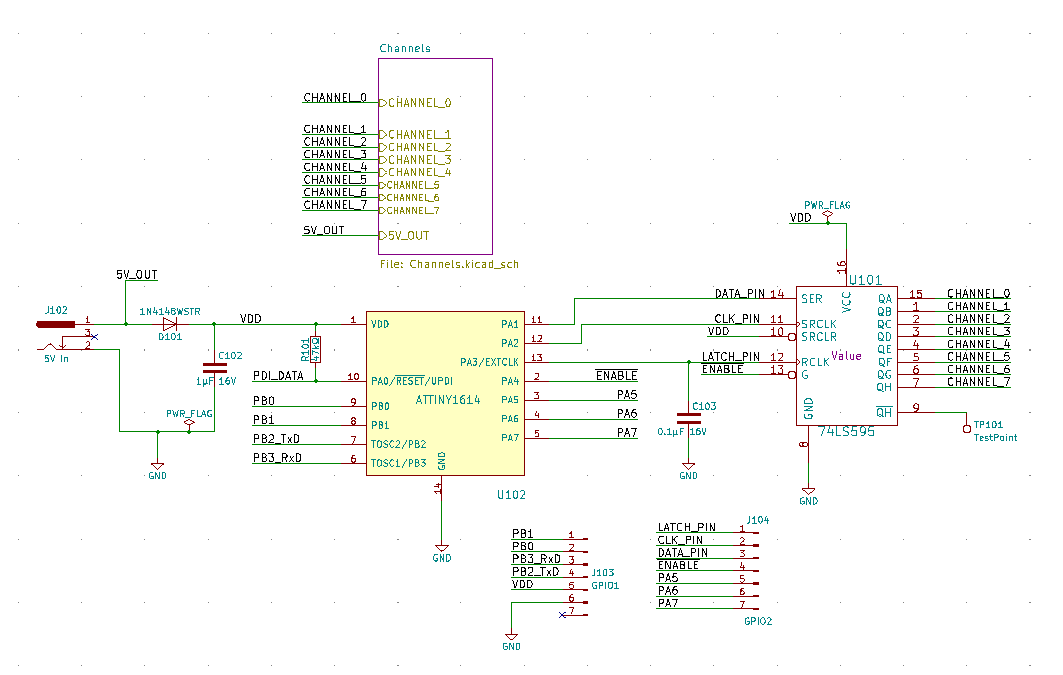 Channels
CHANNEL_0
CHANNEL_0
CHANNEL_1
CHANNEL_1
CHANNEL_2
CHANNEL_2
CHANNEL_3
CHANNEL_3
CHANNEL_4
CHANNEL_4
CHANNEL_5
CHANNEL_5
CHANNEL_6
CHANNEL_6
CHANNEL_7
CHANNEL_7
5V_OUT
5V_OUT
File: Channels.kicad_sch
5V_OUT
J102
1
3
2
5V In
1N4148WSTR
D101
VDD
C102
1µF 16V
PWR_FLAG
GND
R101
47kΩ
PDI_DATA
PB0
PB1
PB2_TxD
PB3_RxD
1
10
9
8
7
6
VDD
PA0/RESET/UPDI
PB0
PB1
TOSC2/PB2
TOSC1/PB3
ATTINY1614
GND
14
U102
GND
PA1
PA2
PA3/EXTCLK
PA4
PA5
PA6
PA7
11
12
13
2
3
4
5
ENABLE
PA5
PA6
PA7
C103
0.1µF 16V
GND
PWR_FLAG
VDD
16
U101
DATA_PIN 14
CLK_PIN 11
VDD 10
LATCH_PIN 12
ENABLE 13
SER
SRCLK
SRCLR
RCLK
G
VCC
Value
GND
QA
QB
QC
QD
QE
QF
QG
QH
QH
15 CHANNEL_0
1 CHANNEL_1
2 CHANNEL_2
3 CHANNEL_3
4 CHANNEL_4
5 CHANNEL_5
6 CHANNEL_6
7 CHANNEL_7
9
TP101
TestPoint
74LS595
8
GND
PB1 1
PB0 2
PB3_RxD 3
PB2_TxD 4
VDD 5
6
7
J103
GPIO1
GND
J104
LATCH_PIN 1
CLK_PIN 2
DATA_PIN 3
ENABLE 4
PA5 5
PA6 6
PA7 7
GPIO2